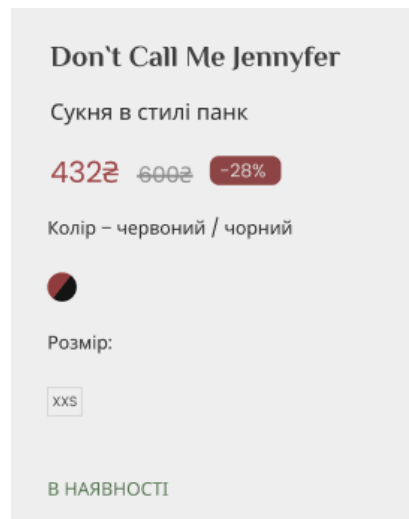 Don`t Call Me Jennyfer
Сукня в стилі панк
432₴ 600₴ -28%
Колір – червоний / чорний
Розмір:
XXS
В НАЯВНОСТІ